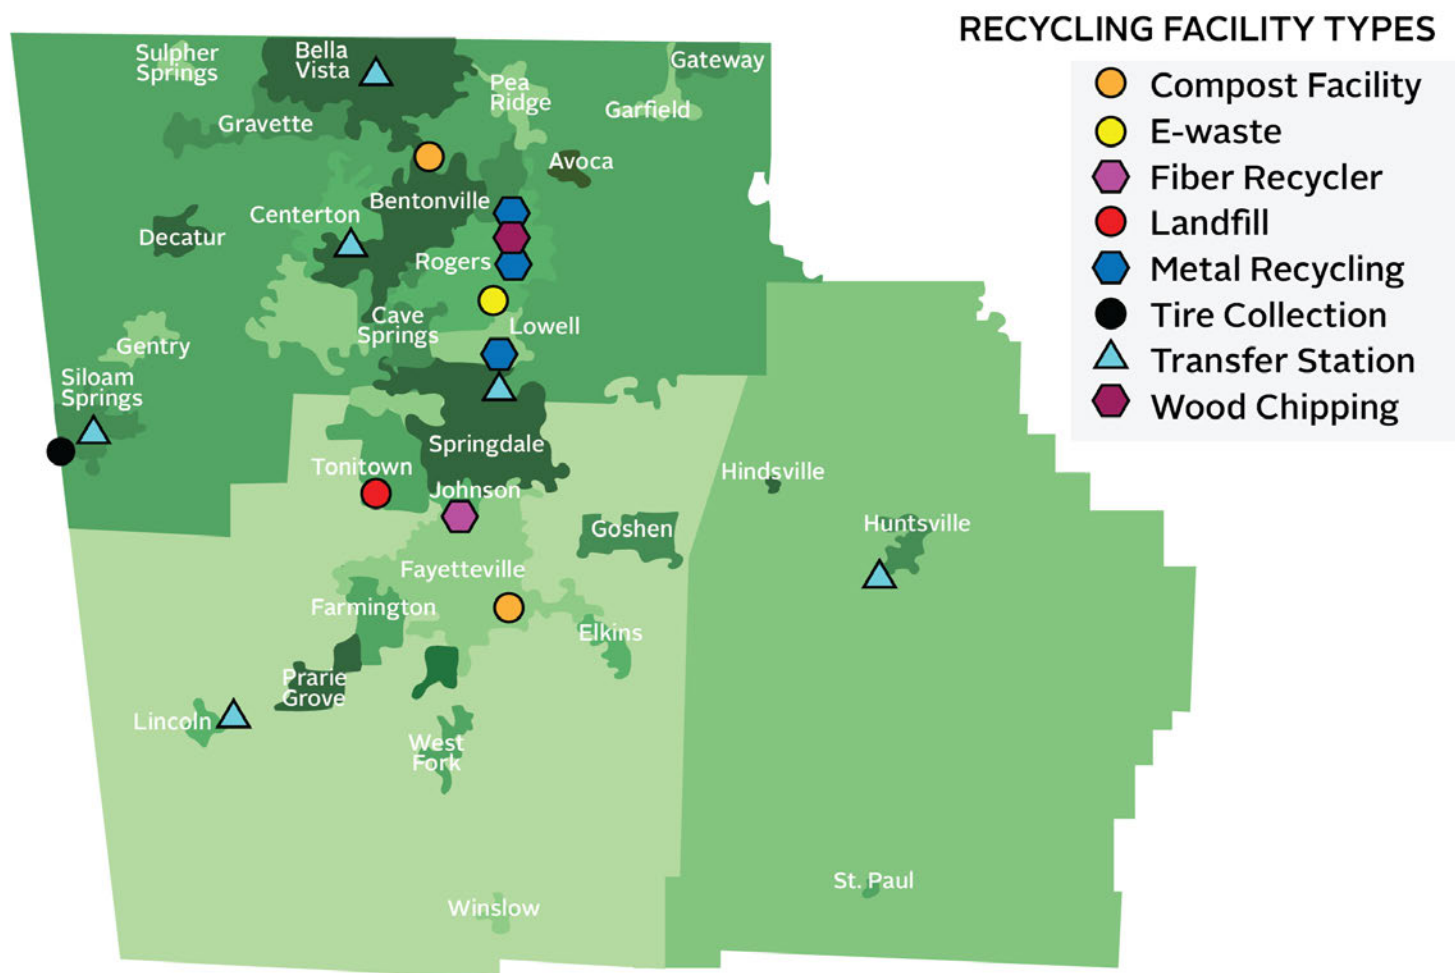 RECYCLING FACILITY TYPES
Compost Facility
E-waste
Fiber Recycler
Landfill
Metal Recycling
Tire Collection
Transfer Station
Wood Chipping
Sulpher
Springs
Bella
Vista
Gateway
Pea
Ridge
Garfield
Gravette
Avoca
Bentonville
Centerton
Decatur
Rogers
Cave
Springs
Lowell
Gentry
Siloam
Springs
Springdale
Tonitown
Johnson
Hindsville
Goshen
Huntsville
Fayetteville
Farmington
Elkins
Prarie
Grove
Lincoln
West
Fork
St. Paul
Winslow